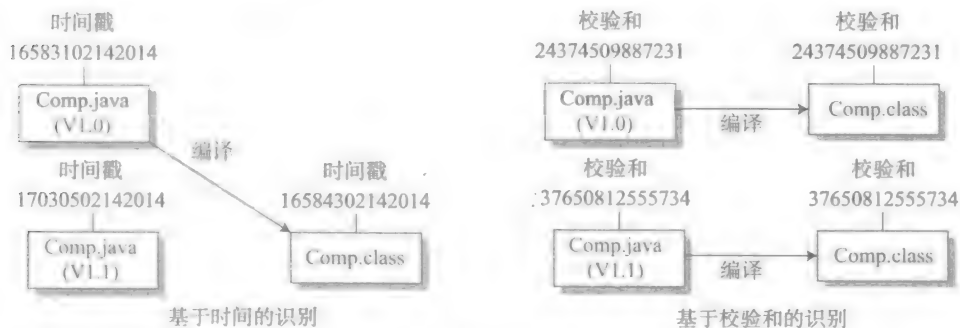 时间戳
16583102142014
Comp.java
(V1.0)
编译
时间戳
17030502142014
Comp.java
(V1.1)
时间戳
16584302142014
Comp.class
基于时间的识别
校验和
24374509887231
Comp.java
(V1.0)
编译
校验和
24374509887231
Comp.class
校验和
37650812555734
Comp.java
(V1.1)
编译
校验和
37650812555734
Comp.class
基于校验和的识别